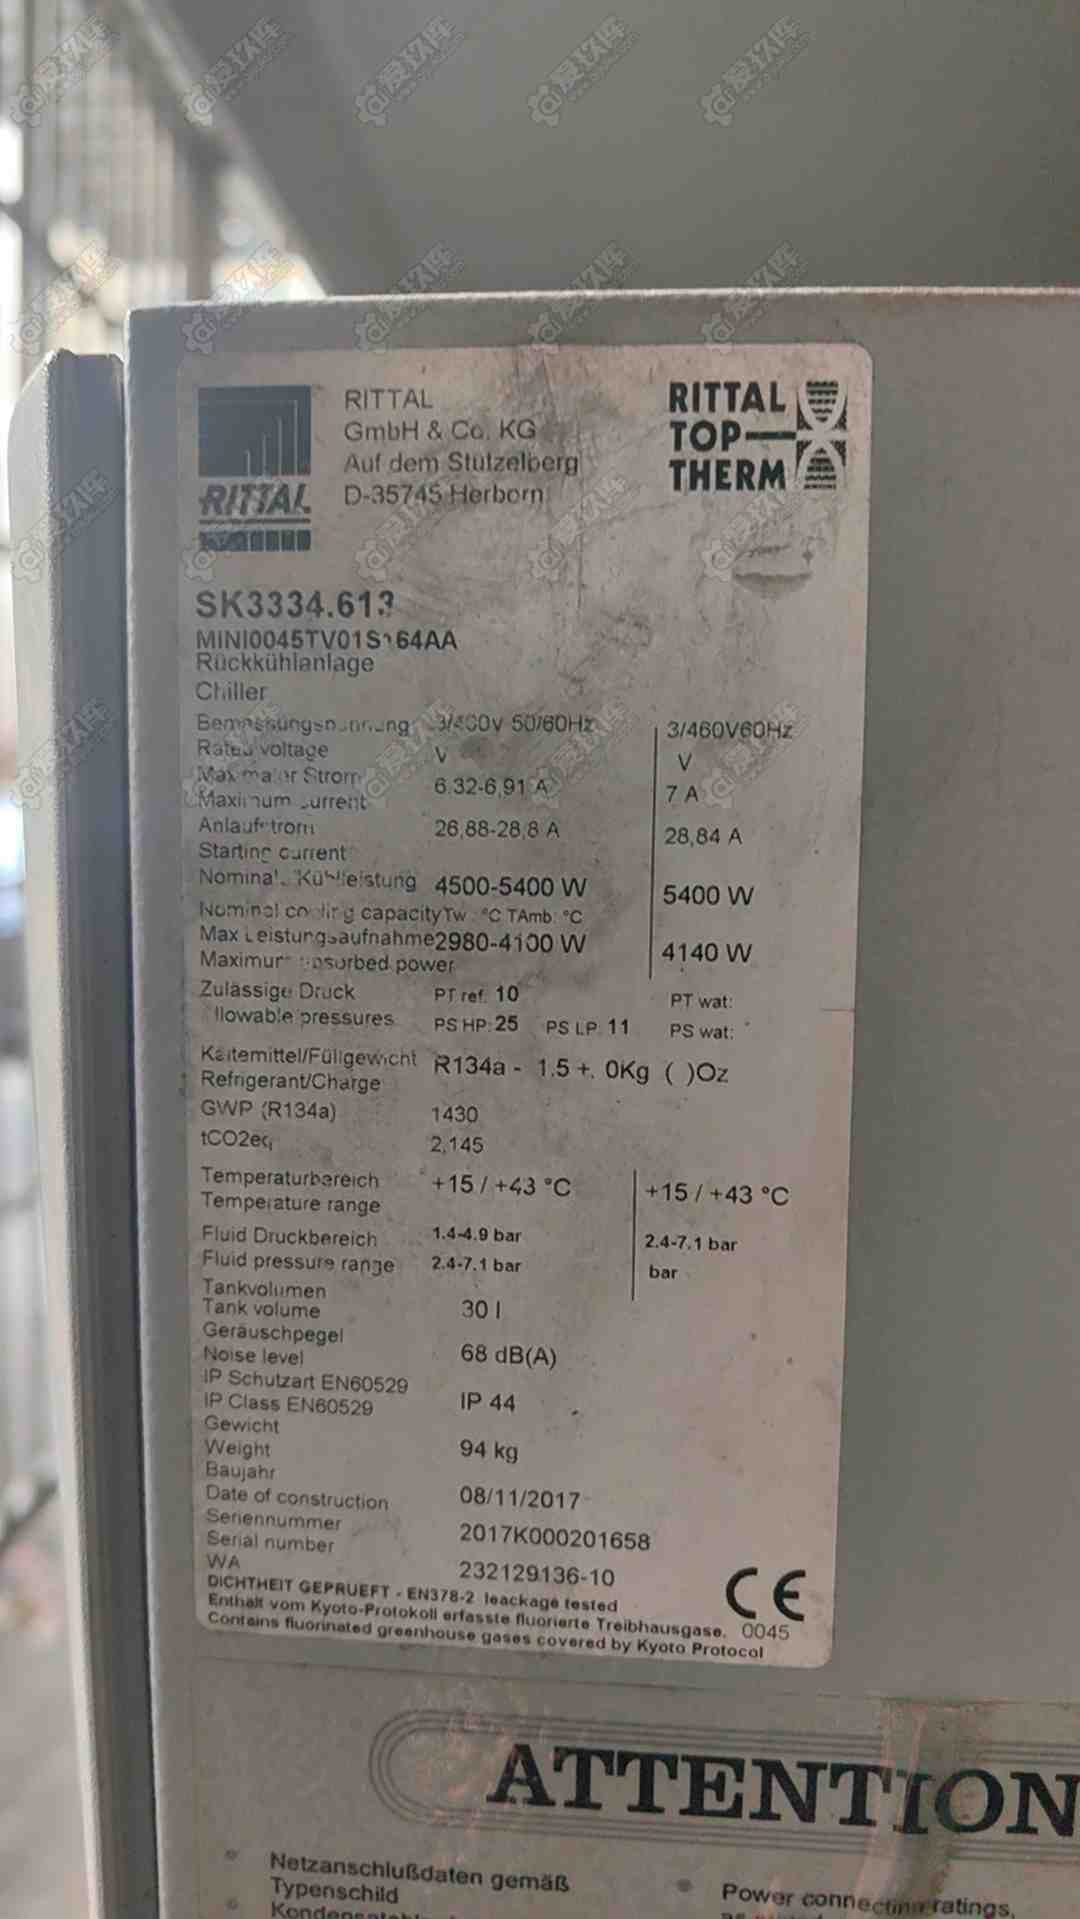 RITTAL
RITTAL
GmbH & Co. KG
Auf dem Stützelberg
D-35745 Herborn
RITTAL
TOP-
THERM
SK3334.613
Rückkühlanlage
Chiller
3/400V 50/60Hz
3/460V60Hz
Rated voltage
V
V
Strom
Maximum current
6.32-6,91 A
7 A
Anlaufstrom
Starting current
26,88-28,8 A
28,84 A
Kühlleistung
4500-5400 W
5400 W
Nominal cooling capacity Tw : °C TAmb: °C
Max Leistungsaufnahme 2980-4100 W
4140 W
Maximum absorbed power
Zulässige Druck
PT ref: 10
PT wat:
llowable pressures
PS HP: 25 PS LP: 11
PS wat:
Kältemittel/Füllgewicht
Refrigerant/Charge
R134a - 1.5 +. 0Kg ( )Oz
GWP (R134a)
1430
tCO2eq
2,145
Temperaturbereich
Temperature range
+15 / +43 °C
+15 / +43 °C
Fluid Druckbereich
1.4-4.9 bar
2.4-7.1 bar
Fluid pressure range
2.4-7.1 bar
bar
Tankvolumen
Tank volume
30 l
Geräuschpegel
Noise level
68 dB(A)
IP Schutzart EN60529
IP Class EN60529
IP 44
Gewicht
Weight
94 kg
Baujahr
Date of construction
08/11/2017
Seriennummer
Serial number
2017K000201658
WA
232129136-10
DICHTHEIT GEPRUEFT - EN378-2 leackage tested
Enthält vom Kyoto-Protokoll erfasste fluorierte Treibhausgase.
Contains fluorinated greenhouse gases covered by Kyoto Protocol
CE
0045
ATTENTION
Netzanschlußdaten gemäß
Typenschild
Power connecting ratings,
爱玖库